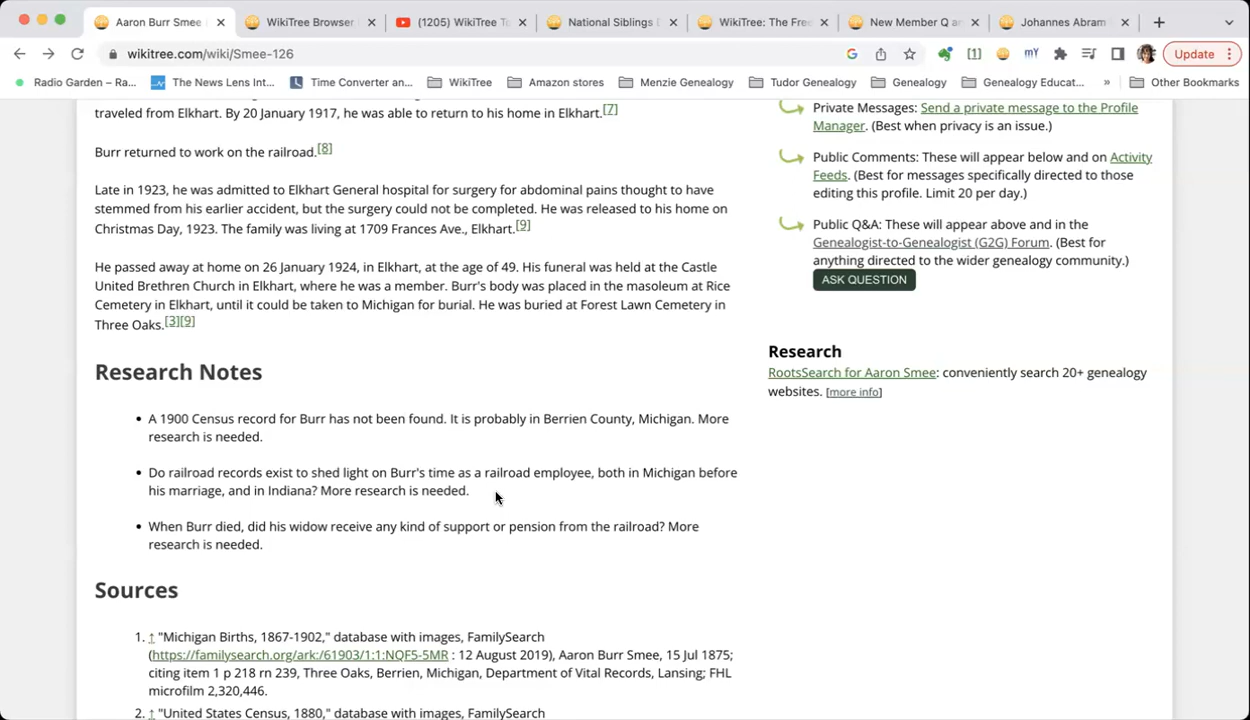 Aaron Burr Smee
WikiTree Browser
(1205) WikiTree T
National Siblings
WikiTree: The Fre
New Member Q a
Johannes Abram
wikitree.com/wiki/Smee-126
[1]
mY
Update
Radio Garden – Ra...
The News Lens Int...
Time Converter an...
WikiTree
Amazon stores
Menzie Genealogy
Tudor Genealogy
Genealogy
Genealogy Educat...
»
Other Bookmarks
traveled from Elkhart. By 20 January 1917, he was able to return to his home in Elkhart.[7]
Burr returned to work on the railroad.[8]
Late in 1923, he was admitted to Elkhart General hospital for surgery for abdominal pains thought to have
stemmed from his earlier accident, but the surgery could not be completed. He was released to his home on
Christmas Day, 1923. The family was living at 1709 Frances Ave., Elkhart.[9]
He passed away at home on 26 January 1924, in Elkhart, at the age of 49. His funeral was held at the Castle
United Brethren Church in Elkhart, where he was a member. Burr's body was placed in the masoleum at Rice
Cemetery in Elkhart, until it could be taken to Michigan for burial. He was buried at Forest Lawn Cemetery in
Three Oaks.[3][9]
Research Notes
• A 1900 Census record for Burr has not been found. It is probably in Berrien County, Michigan. More
research is needed.
• Do railroad records exist to shed light on Burr's time as a railroad employee, both in Michigan before
his marriage, and in Indiana? More research is needed.
• When Burr died, did his widow receive any kind of support or pension from the railroad? More
research is needed.
Sources
1. ↑ "Michigan Births, 1867-1902," database with images, FamilySearch
(https://familysearch.org/ark:/61903/1:1:NQF5-5MR : 12 August 2019), Aaron Burr Smee, 15 Jul 1875;
citing item 1 p 218 rn 239, Three Oaks, Berrien, Michigan, Department of Vital Records, Lansing; FHL
microfilm 2,320,446.
2. ↑ "United States Census, 1880," database with images, FamilySearch
Private Messages: Send a private message to the Profile
Manager. (Best when privacy is an issue.)
Public Comments: These will appear below and on Activity
Feeds. (Best for messages specifically directed to those
editing this profile. Limit 20 per day.)
Public Q&A: These will appear above and in the
Genealogist-to-Genealogist (G2G) Forum. (Best for
anything directed to the wider genealogy community.)
ASK QUESTION
Research
RootsSearch for Aaron Smee: conveniently search 20+ genealogy
websites. [more info]